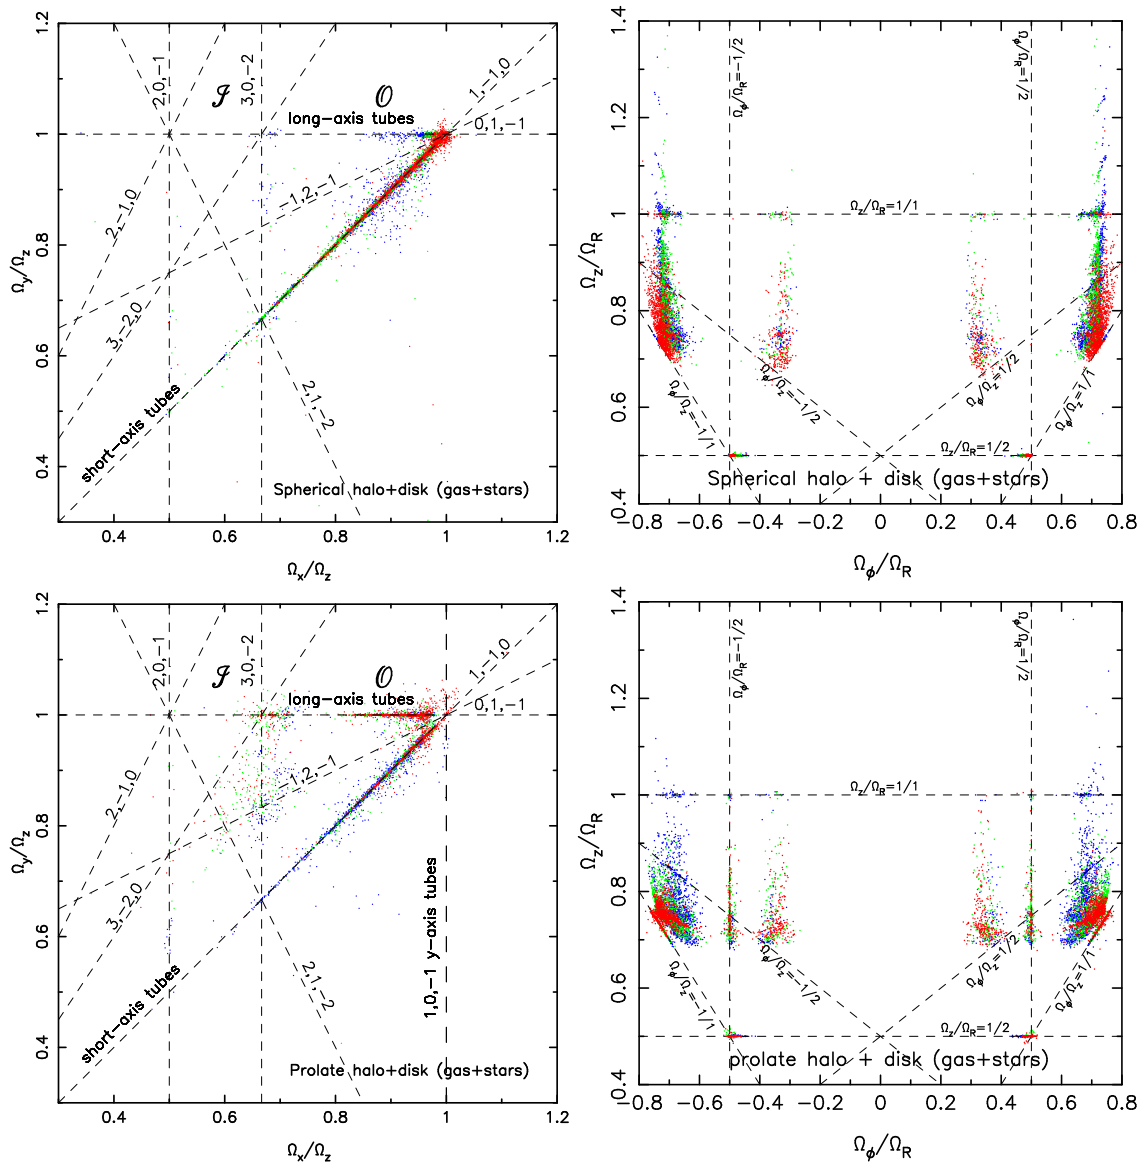 1.2
1
0.8
0.6
0.4
Ω_y/Ω_z
2,0,−1
3,0,−2
ℐ
𝒪
1,−1,0
long−axis tubes
0,1,−1
−1,2,−1
2,−1,0
3,−2,0
2,1,−2
short−axis tubes
Spherical halo+disk (gas+stars)
0.4
0.6
0.8
1
1.2
Ω_x/Ω_z
1.4
1.2
1
0.8
0.6
0.4
Ω_z/Ω_R
Ω_ϕ/Ω_R=−1/2
Ω_ϕ/Ω_R=1/2
Ω_z/Ω_R=1/1
Ω_ϕ/Ω_z=−1/1
Ω_ϕ/Ω_z=−1/2
Ω_ϕ/Ω_z=1/2
Ω_ϕ/Ω_z=1/1
Ω_z/Ω_R=1/2
Spherical halo + disk (gas+stars)
−0.8 −0.6 −0.4 −0.2 0 0.2 0.4 0.6 0.8
Ω_ϕ/Ω_R
1.2
1
0.8
0.6
0.4
Ω_y/Ω_z
2,0,−1
3,0,−2
ℐ
𝒪
1,−1,0
long−axis tubes
0,1,−1
−1,2,−1
2,−1,0
3,−2,0
2,1,−2
short−axis tubes
1,0,−1 y−axis tubes
Prolate halo+disk (gas+stars)
0.4
0.6
0.8
1
1.2
Ω_x/Ω_z
1.4
1.2
1
0.8
0.6
0.4
Ω_z/Ω_R
Ω_ϕ/Ω_R=−1/2
Ω_ϕ/Ω_R=1/2
Ω_z/Ω_R=1/1
Ω_ϕ/Ω_z=−1/1
Ω_ϕ/Ω_z=−1/2
Ω_ϕ/Ω_z=1/2
Ω_ϕ/Ω_z=1/1
Ω_z/Ω_R=1/2
prolate halo + disk (gas+stars)
−0.8 −0.6 −0.4 −0.2 0 0.2 0.4 0.6 0.8
Ω_ϕ/Ω_R